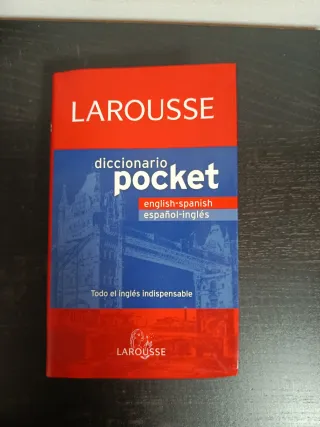 LAROUSSE
diccionario
pocket
english-spanish
español-inglés
Todo el inglés indispensable
LAROUSSE